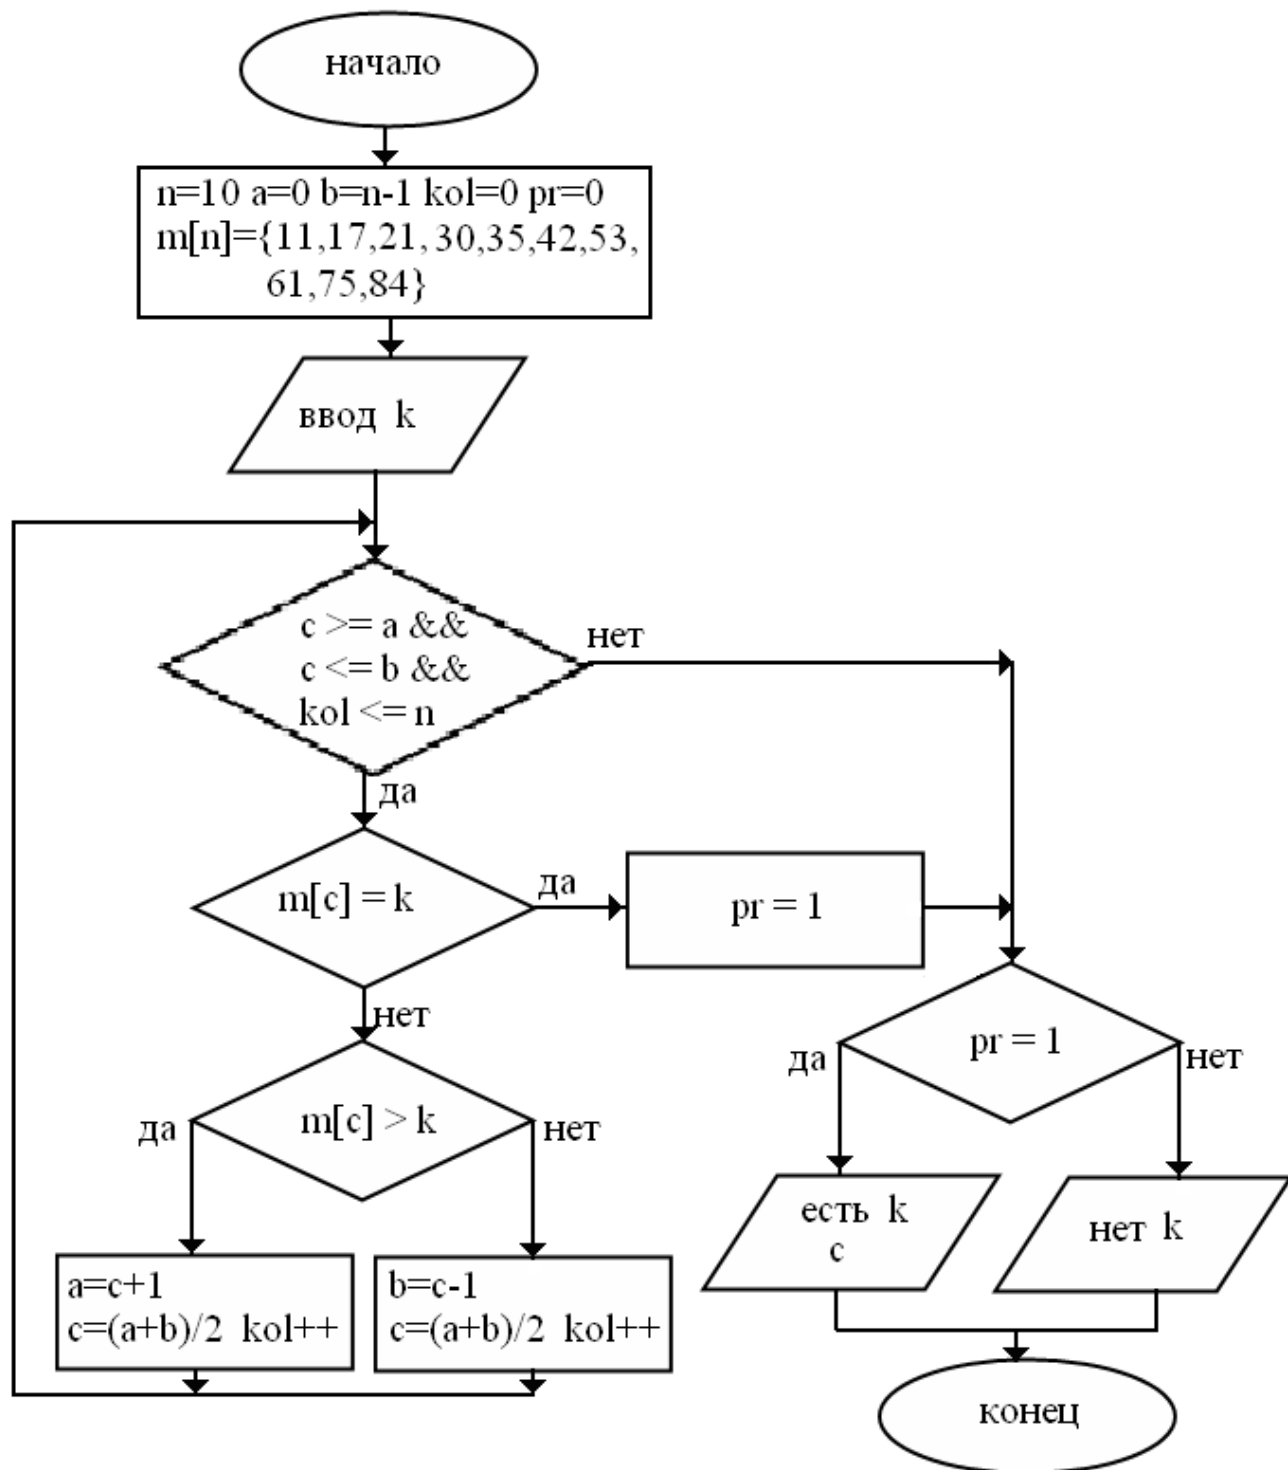 начало
n=10 a=0 b=n-1 kol=0 pr=0
m[n]={11,17,21, 30,35,42,53,
61,75,84}
ввод k
c >= a &&
c <= b &&
kol <= n
нет
да
m[c] = k
да
pr = 1
нет
m[c] > k
да
нет
pr = 1
да
нет
a=c+1
c=(a+b)/2 kol++
b=c-1
c=(a+b)/2 kol++
есть k
c
нет k
конец